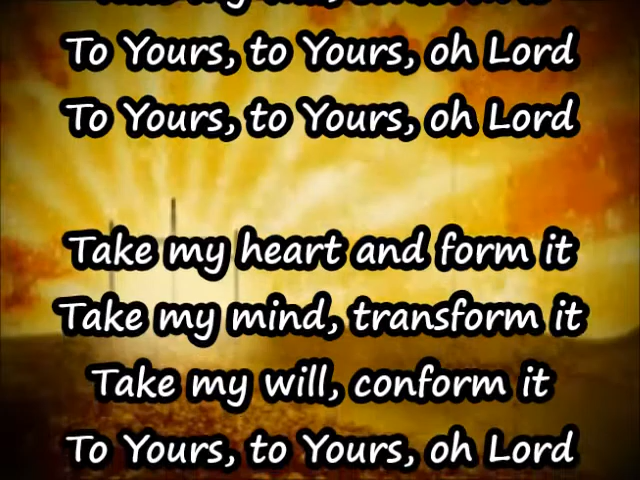 To Yours, to Yours, oh Lord
To Yours, to Yours, oh Lord
Take my heart and form it
Take my mind, transform it
Take my will, conform it
To Yours, to Yours, oh Lord